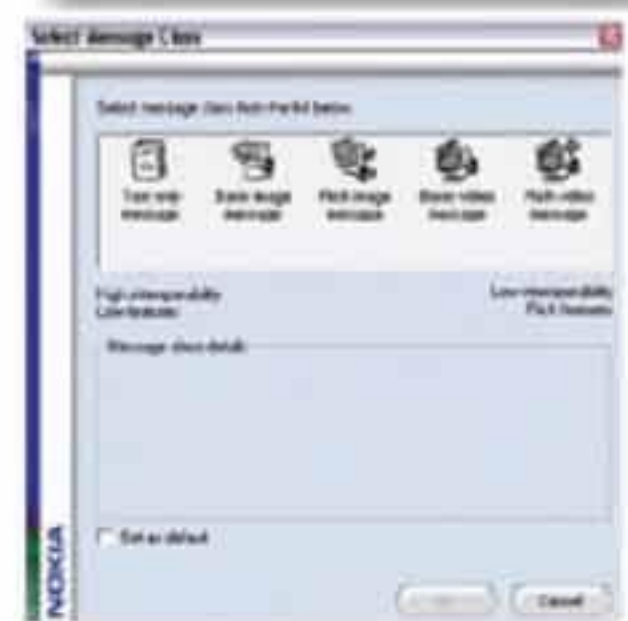 Select Message Class
Select message class from the list below.
Text only message
Basic image message
Rich image message
Basic video message
Rich video message
High interoperability
Low features
Low interoperability
Rich features
Message class details
Set as default
Cancel
NOKIA